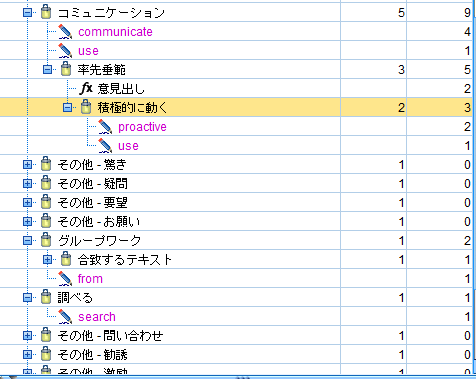 コミュニケーション 5 9
communicate 4
use 1
率先垂範 3 5
fx 意見出し 2
積極的に動く 2 3
proactive 2
use 1
その他 - 驚き 1 0
その他 - 疑問 1 0
その他 - 要望 1 0
その他 - お願い 1 0
グループワーク 1 2
合致するテキスト 1 1
from 1
調べる 1 1
search 1
その他 - 問い合わせ 1 0
その他 - 勧誘 1 0
その他 - 激励 1 0